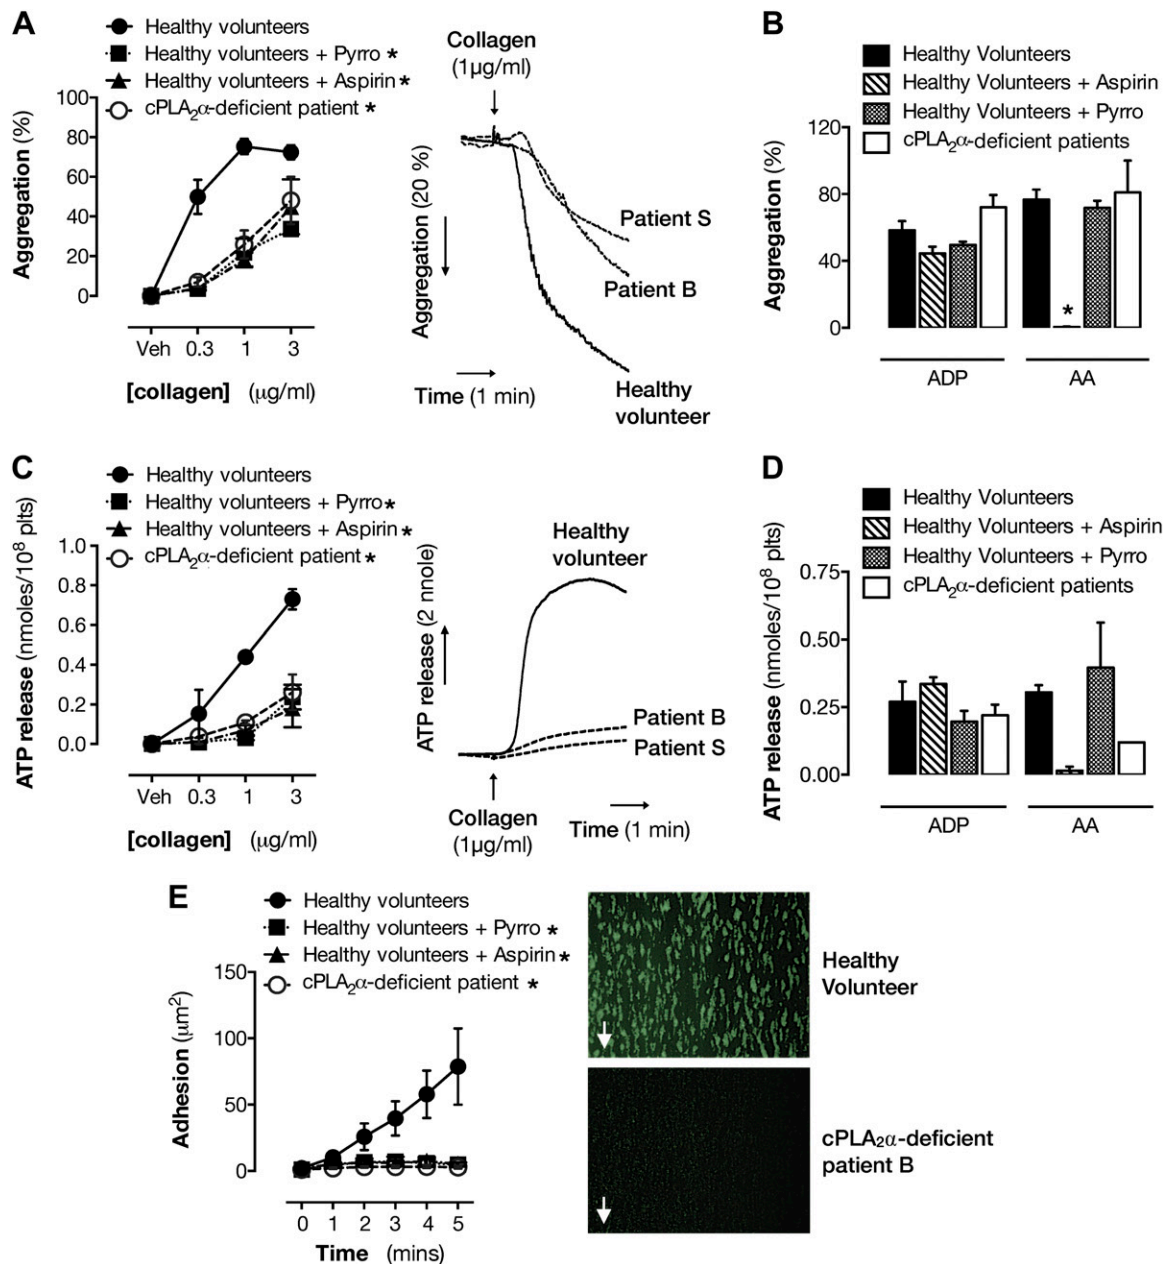 A
Healthy volunteers
Healthy volunteers + Pyrro *
Healthy volunteers + Aspirin *
cPLA₂α-deficient patient *
Aggregation (%)
100
80
60
40
20
0
Veh 0.3 1 3
[collagen] (μg/ml)
Collagen
(1μg/ml)
Aggregation (20 %)
Patient S
Patient B
Healthy
volunteer
Time (1 min)
B
Healthy Volunteers
Healthy Volunteers + Aspirin
Healthy Volunteers + Pyrro
cPLA₂α-deficient patients
Aggregation (%)
120
80
40
0
*
ADP AA
C
Healthy volunteers
Healthy volunteers + Pyrro *
Healthy volunteers + Aspirin *
cPLA₂α-deficient patient *
ATP release (nmoles/10⁸ plts)
1.0
0.8
0.6
0.4
0.2
0.0
Veh 0.3 1 3
[collagen] (μg/ml)
Healthy
volunteer
ATP release (2 nnole)
Patient B
Patient S
Collagen
(1μg/ml)
Time (1 min)
D
Healthy Volunteers
Healthy Volunteers + Aspirin
Healthy Volunteers + Pyrro
cPLA₂α-deficient patients
ATP release (nmoles/10⁸ plts)
0.75
0.50
0.25
0.00
ADP AA
E
Healthy volunteers
Healthy volunteers + Pyrro *
Healthy volunteers + Aspirin *
cPLA₂α-deficient patient *
Adhesion (μm²)
150
100
50
0
0 1 2 3 4 5
Time (mins)
Healthy
Volunteer
cPLA₂α-deficient
patient B